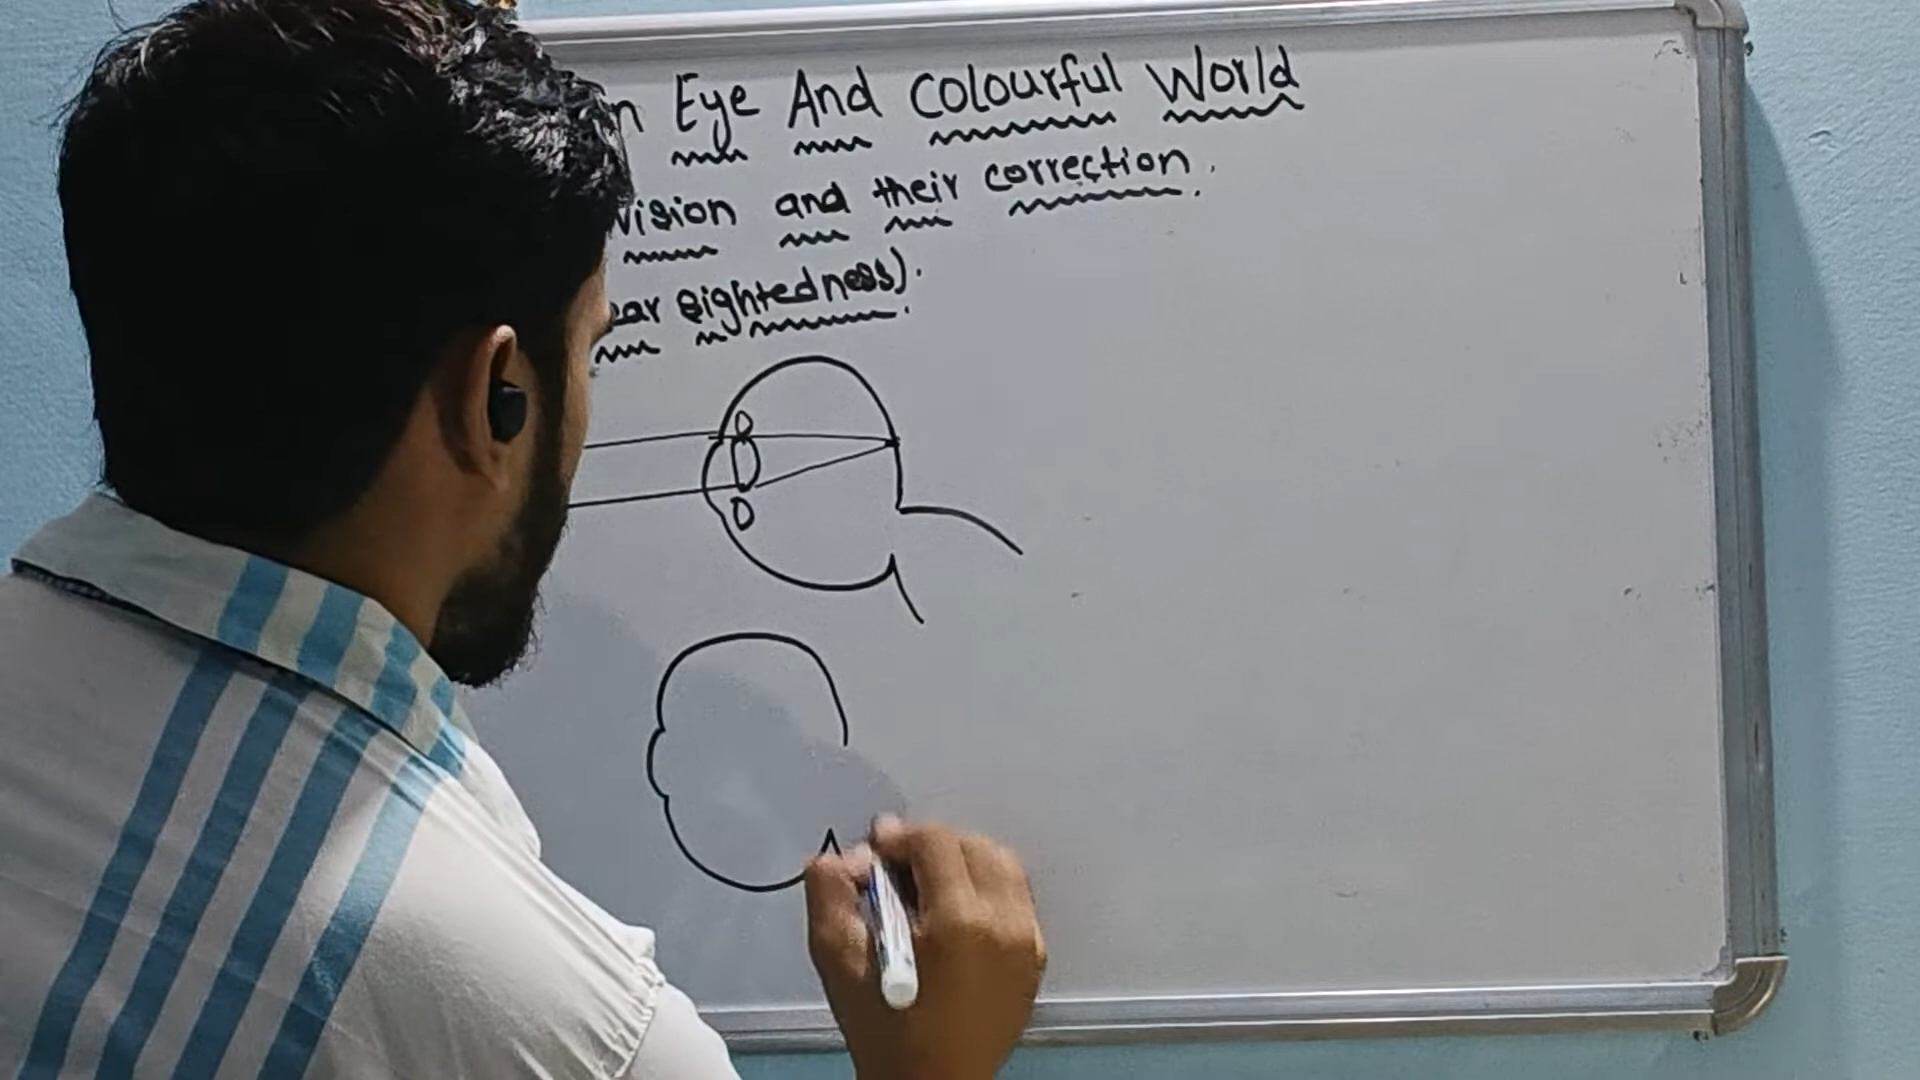 n Eye And Colourful World
vision and their correction.
ear sightedness).